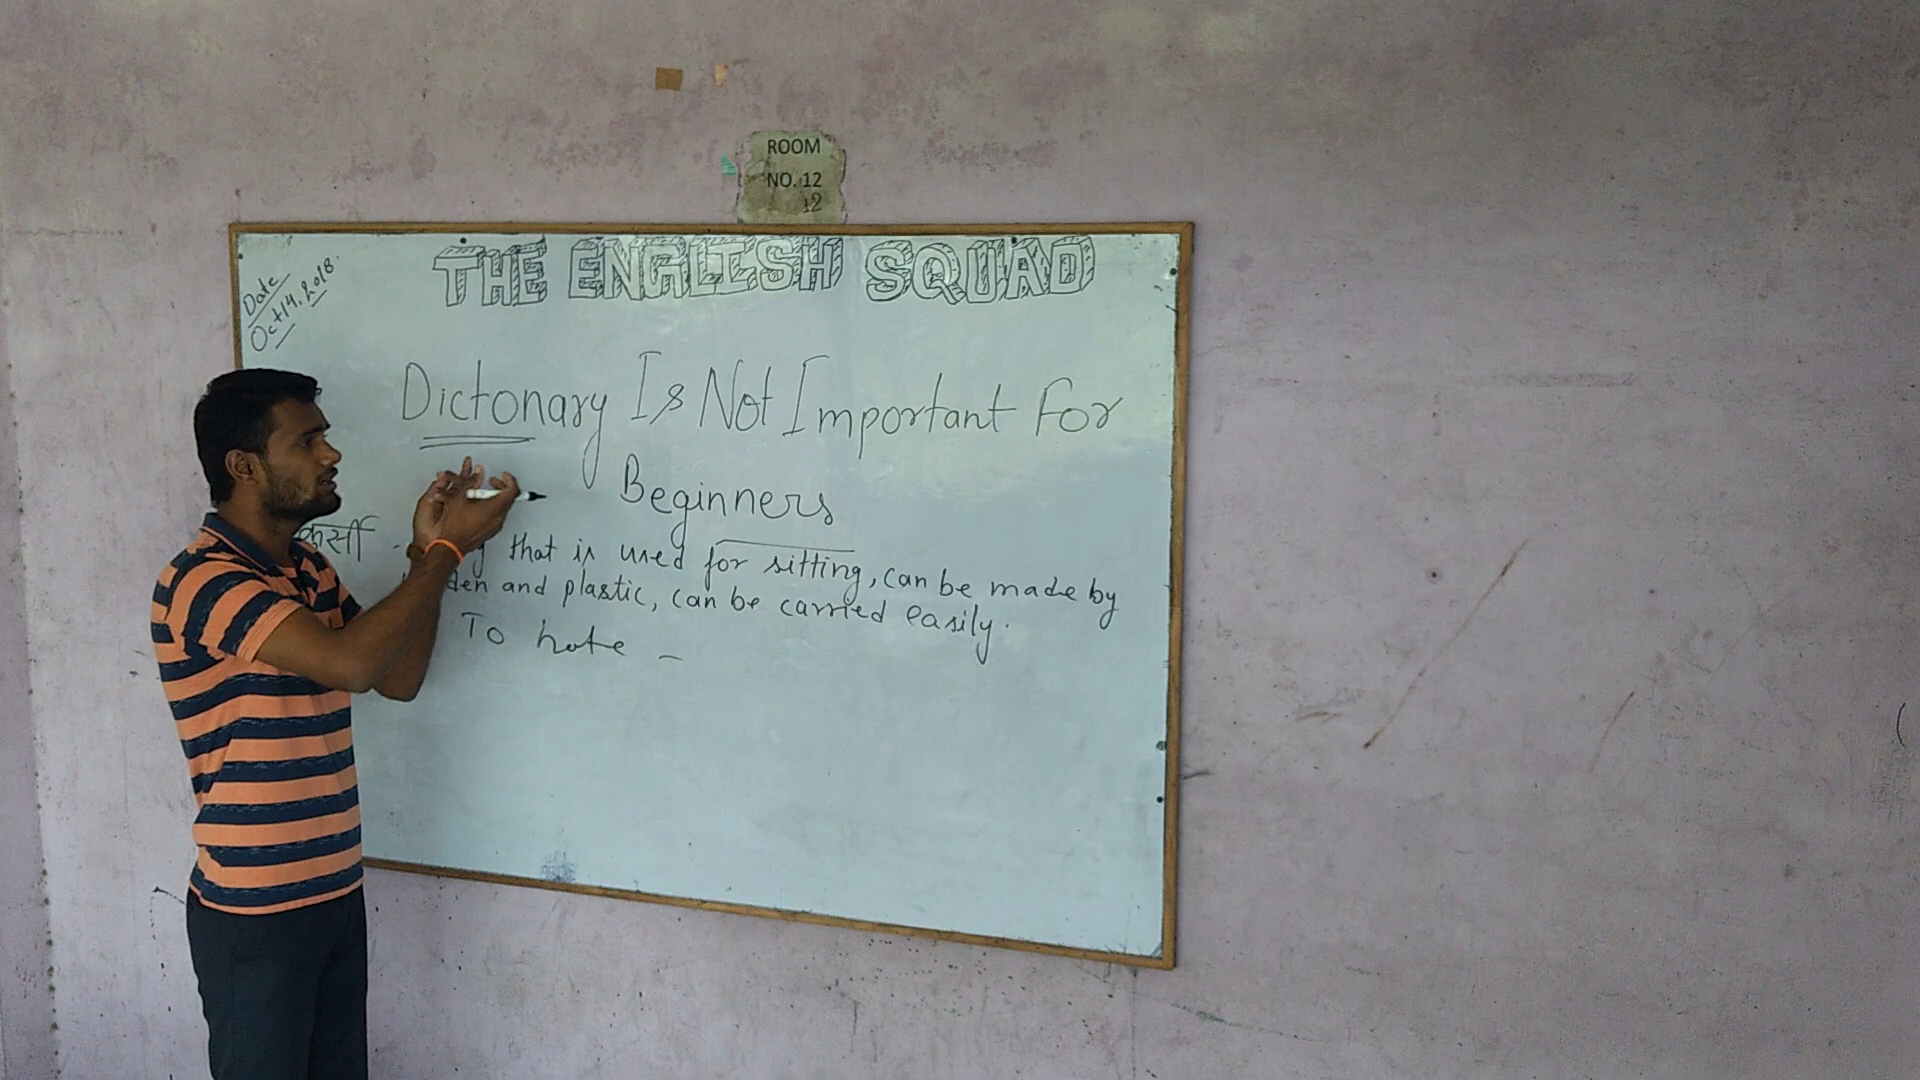 ROOM
NO. 12
12
THE ENGLISH SQUAD
Date
Oct 14, 2018.
Dictonary Is Not Important For
Beginners
कुर्सी - that is used for sitting, can be made by
and plastic, can be carried easily.
To hate -